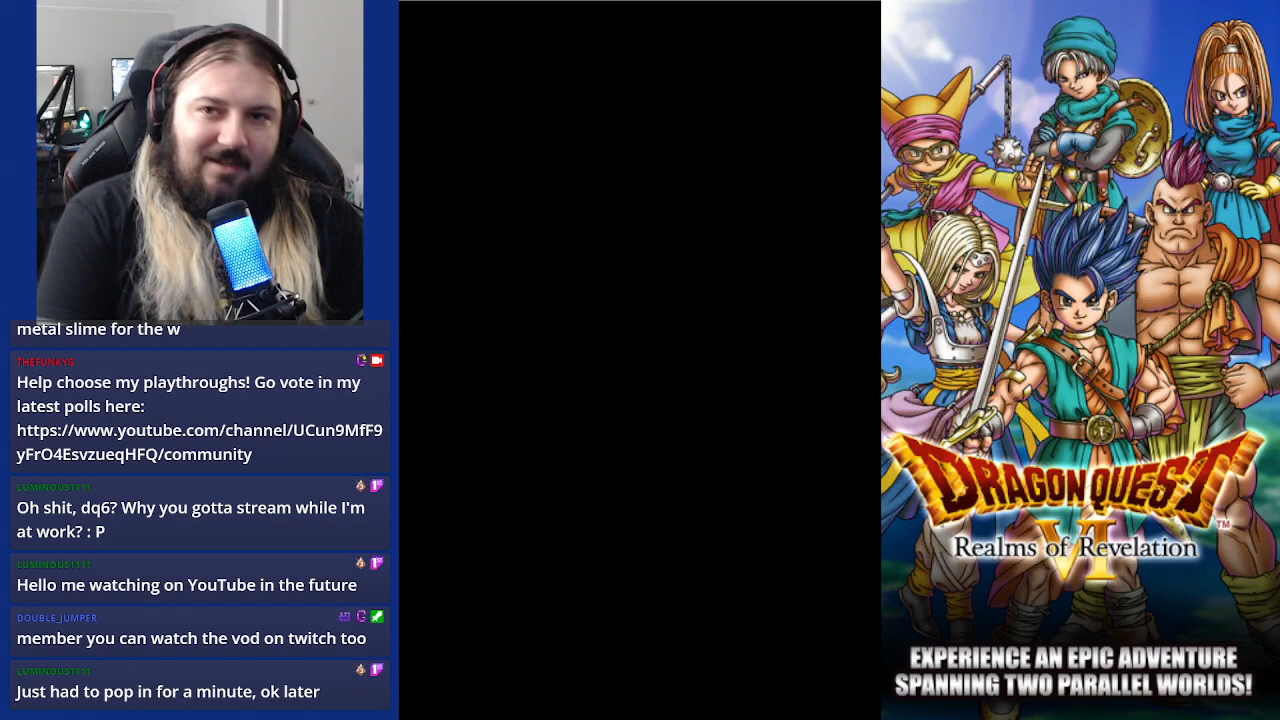 metal slime for the w
THEFUNKYG
Help choose my playthroughs! Go vote in my
latest polls here:
https://www.youtube.com/channel/UCun9MfF9
yFrO4EsvzueqHFQ/community
LUMINOUS1111
Oh shit, dq6? Why you gotta stream while I'm
at work? : P
LUMINOUS1111
Hello me watching on YouTube in the future
DOUBLE_JUMPER
member you can watch the vod on twitch too
LUMINOUS1111
Just had to pop in for a minute, ok later
DRAGON QUEST
TM
VI
Realms of Revelation
EXPERIENCE AN EPIC ADVENTURE
SPANNING TWO PARALLEL WORLDS!